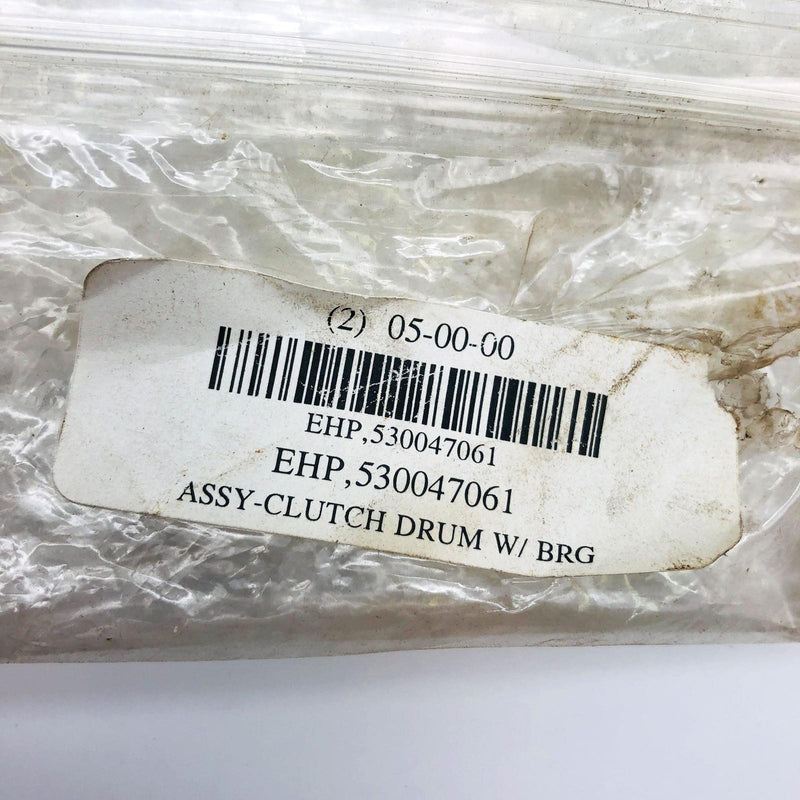 (2) 05-00-00
EHP,530047061
EHP,530047061
ASSY-CLUTCH DRUM W/ BRG